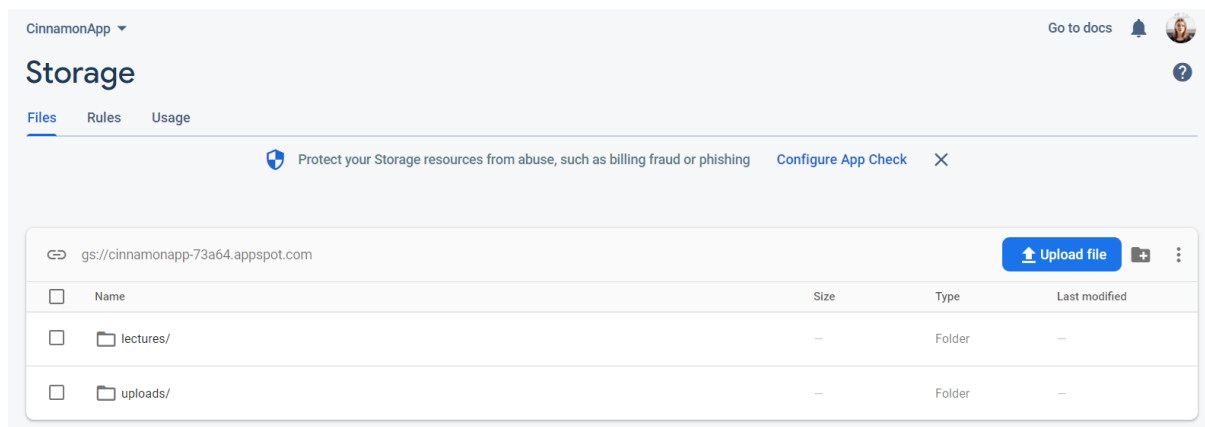 CinnamonApp Go to docs
Storage
Files Rules Usage
Protect your Storage resources from abuse, such as billing fraud or phishing Configure App Check
gs://cinnamonapp-73a64.appspot.com Upload file
Name Size Type Last modified
lectures/ — Folder —
uploads/ — Folder —